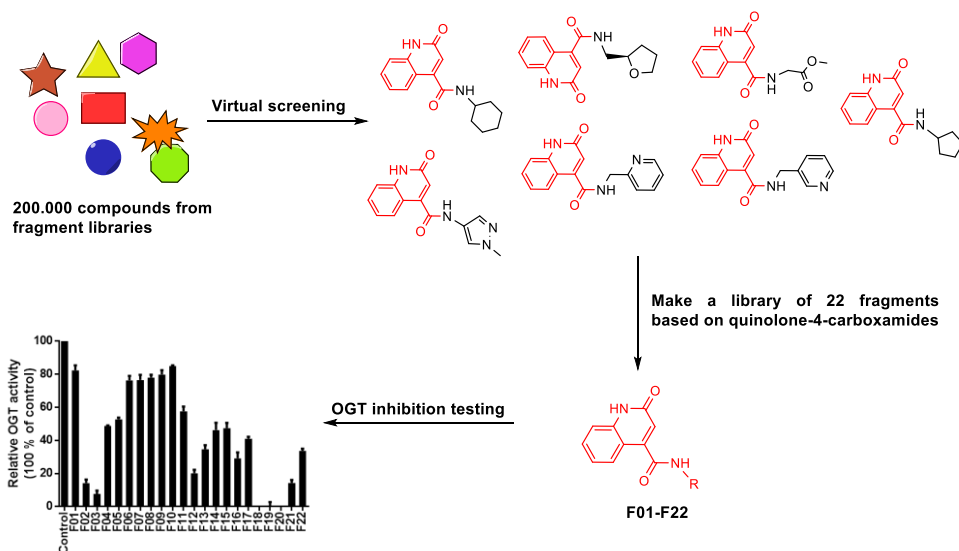 Virtual screening
200.000 compounds from
fragment libraries
HN
O
O
NH
O
NH
O
HN
O
HN
O
O
N
H
O
O
HN
O
O
H
N
HN
O
O
N
H
N
N
HN
O
O
N
H
N
HN
O
O
N
H
N
Make a library of 22 fragments
based on quinolone-4-carboxamides
HN
O
O
NH
R
F01-F22
OGT inhibition testing
Relative OGT activity
(100 % of control)
100
80
60
40
20
0
Control
F01
F02
F03
F04
F05
F06
F07
F08
F09
F10
F11
F12
F13
F14
F15
F16
F17
F18
F19
F20
F21
F22